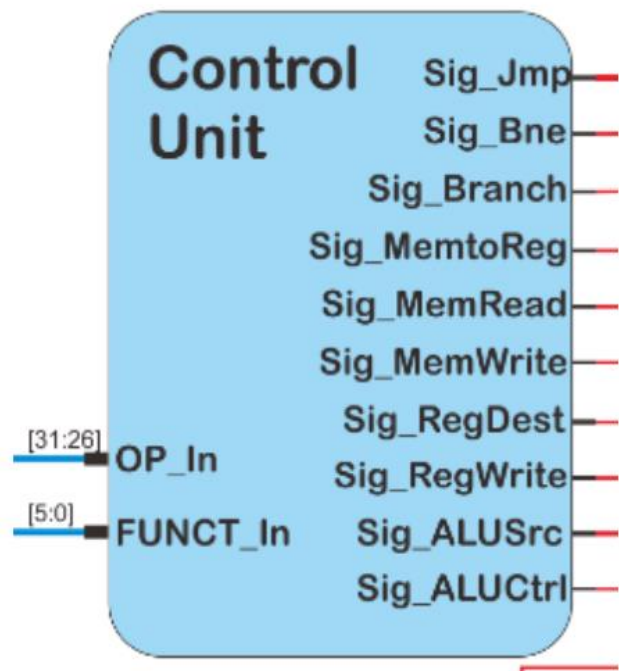 Control
Unit
Sig_Jmp
Sig_Bne
Sig_Branch
Sig_MemtoReg
Sig_MemRead
Sig_MemWrite
Sig_RegDest
Sig_RegWrite
Sig_ALUSrc
Sig_ALUCtrl
[31:26]
OP_In
[5:0]
FUNCT_In